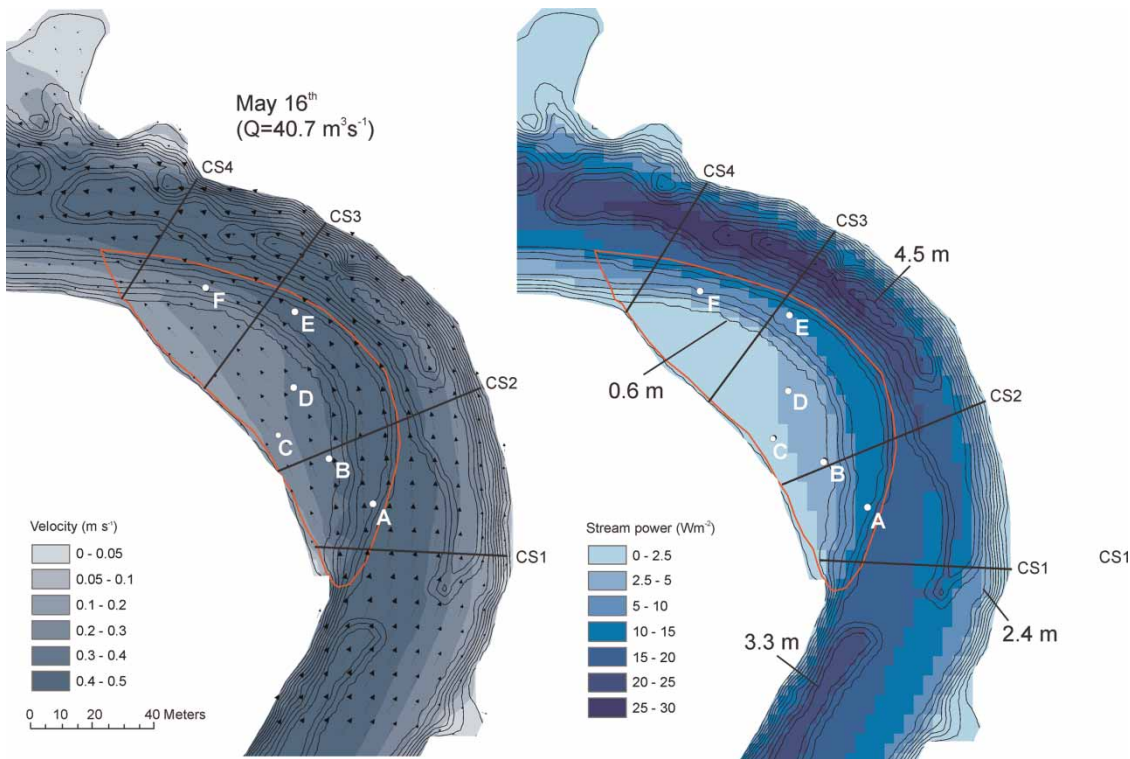 May 16th
(Q=40.7 m³s⁻¹)
CS4
CS3
F
E
D
CS2
C
B
A
CS1
Velocity (m s⁻¹)
0 - 0.05
0.05 - 0.1
0.1 - 0.2
0.2 - 0.3
0.3 - 0.4
0.4 - 0.5
0 10 20 40 Meters
CS4
CS3
4.5 m
F
E
0.6 m
D
CS2
C
B
A
CS1
CS1
2.4 m
3.3 m
Stream power (Wm⁻²)
0 - 2.5
2.5 - 5
5 - 10
10 - 15
15 - 20
20 - 25
25 - 30